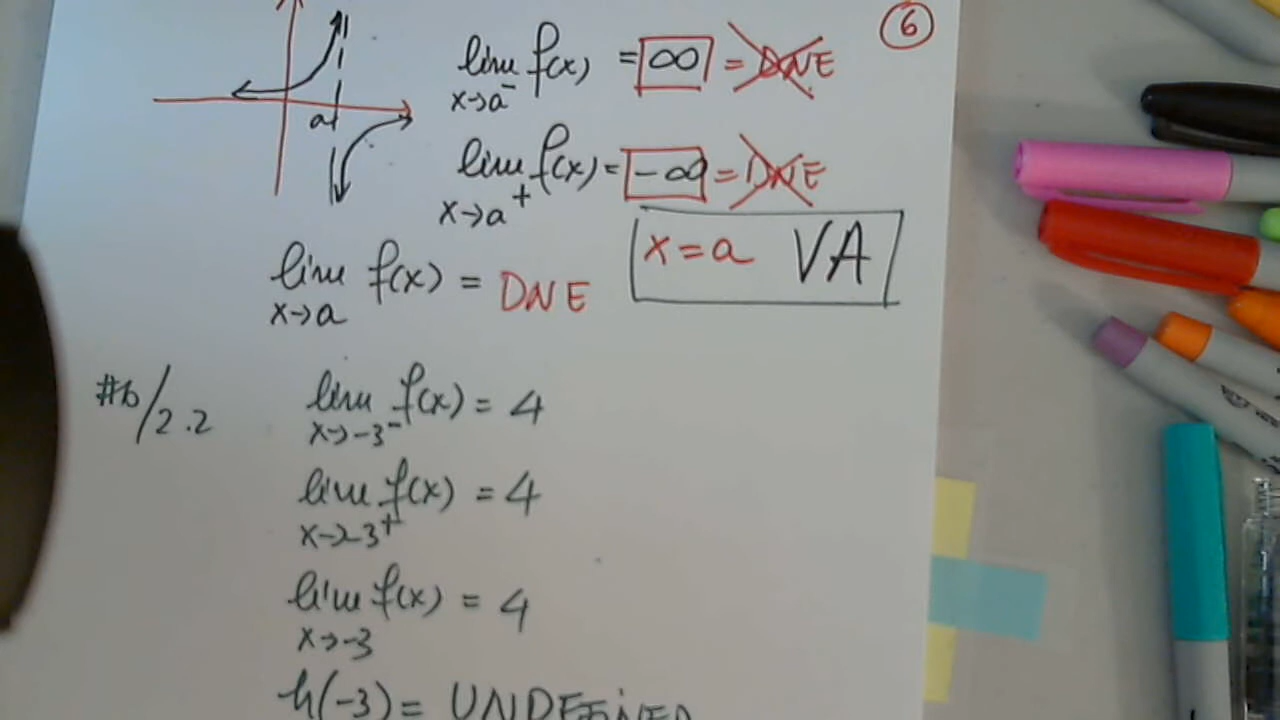 6
lim f(x) = ∞ = DNE
x→a⁻
a
lim f(x) = -∞ = DNE
x→a⁺
x=a VA
lim f(x) = DNE
x→a
#6/2.2 lim f(x) = 4
x→-3⁻
lim f(x) = 4
x→-3⁺
lim f(x) = 4
x→-3
h(-3) = UNDEFINED